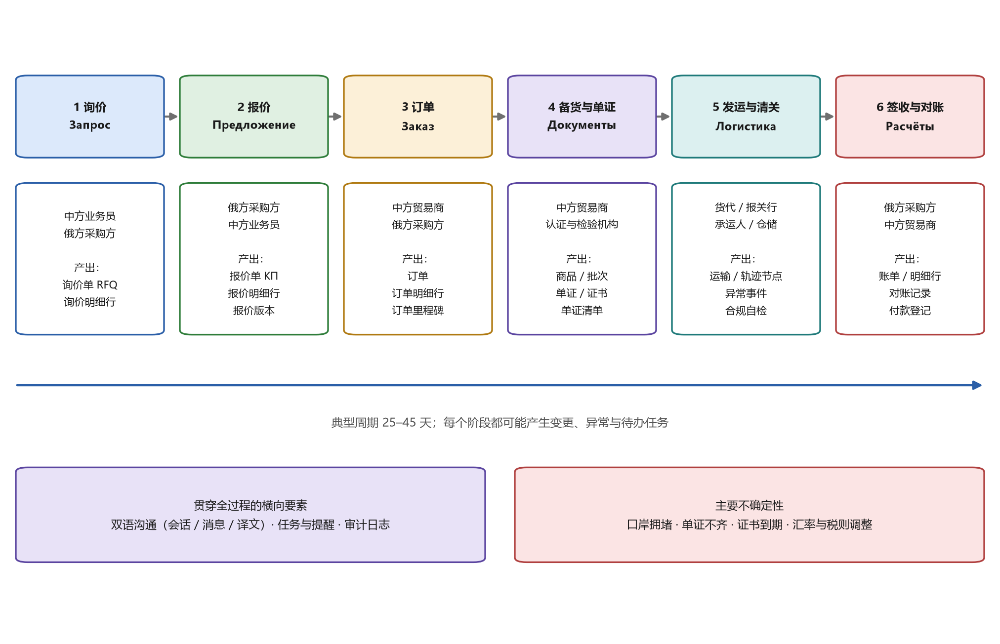 1 询价
Запрос
2 报价
Предложение
3 订单
Заказ
4 备货与单证
Документы
5 发运与清关
Логистика
6 签收与对账
Расчёты
中方业务员
俄方采购方
产出：
询价单 RFQ
询价明细行
俄方采购方
中方业务员
产出：
报价单 КП
报价明细行
报价版本
中方贸易商
俄方采购方
产出：
订单
订单明细行
订单里程碑
中方贸易商
认证与检验机构
产出：
商品 / 批次
单证 / 证书
单证清单
货代 / 报关行
承运人 / 仓储
产出：
运输 / 轨迹节点
异常事件
合规自检
俄方采购方
中方贸易商
产出：
账单 / 明细行
对账记录
付款登记
典型周期 25–45 天；每个阶段都可能产生变更、异常与待办任务
贯穿全过程的横向要素
双语沟通（会话 / 消息 / 译文）· 任务与提醒 · 审计日志
主要不确定性
口岸拥堵 · 单证不齐 · 证书到期 · 汇率与税则调整